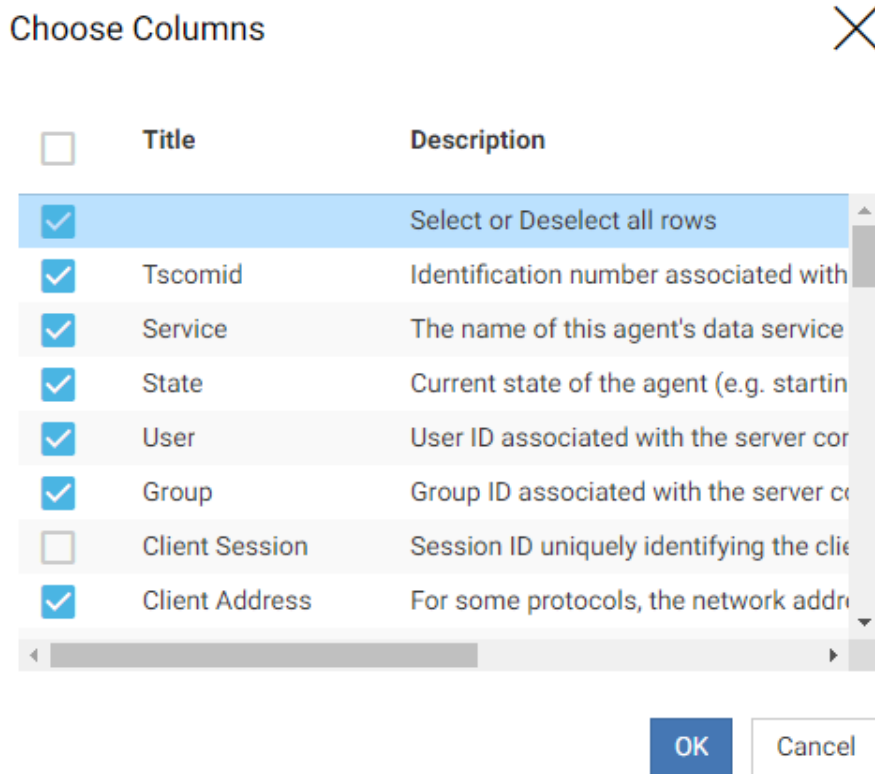 Choose Columns
Title Description
Select or Deselect all rows
Tscomid Identification number associated with
Service The name of this agent's data service
State Current state of the agent (e.g. startin
User User ID associated with the server cor
Group Group ID associated with the server co
Client Session Session ID uniquely identifying the clie
Client Address For some protocols, the network addre
OK Cancel